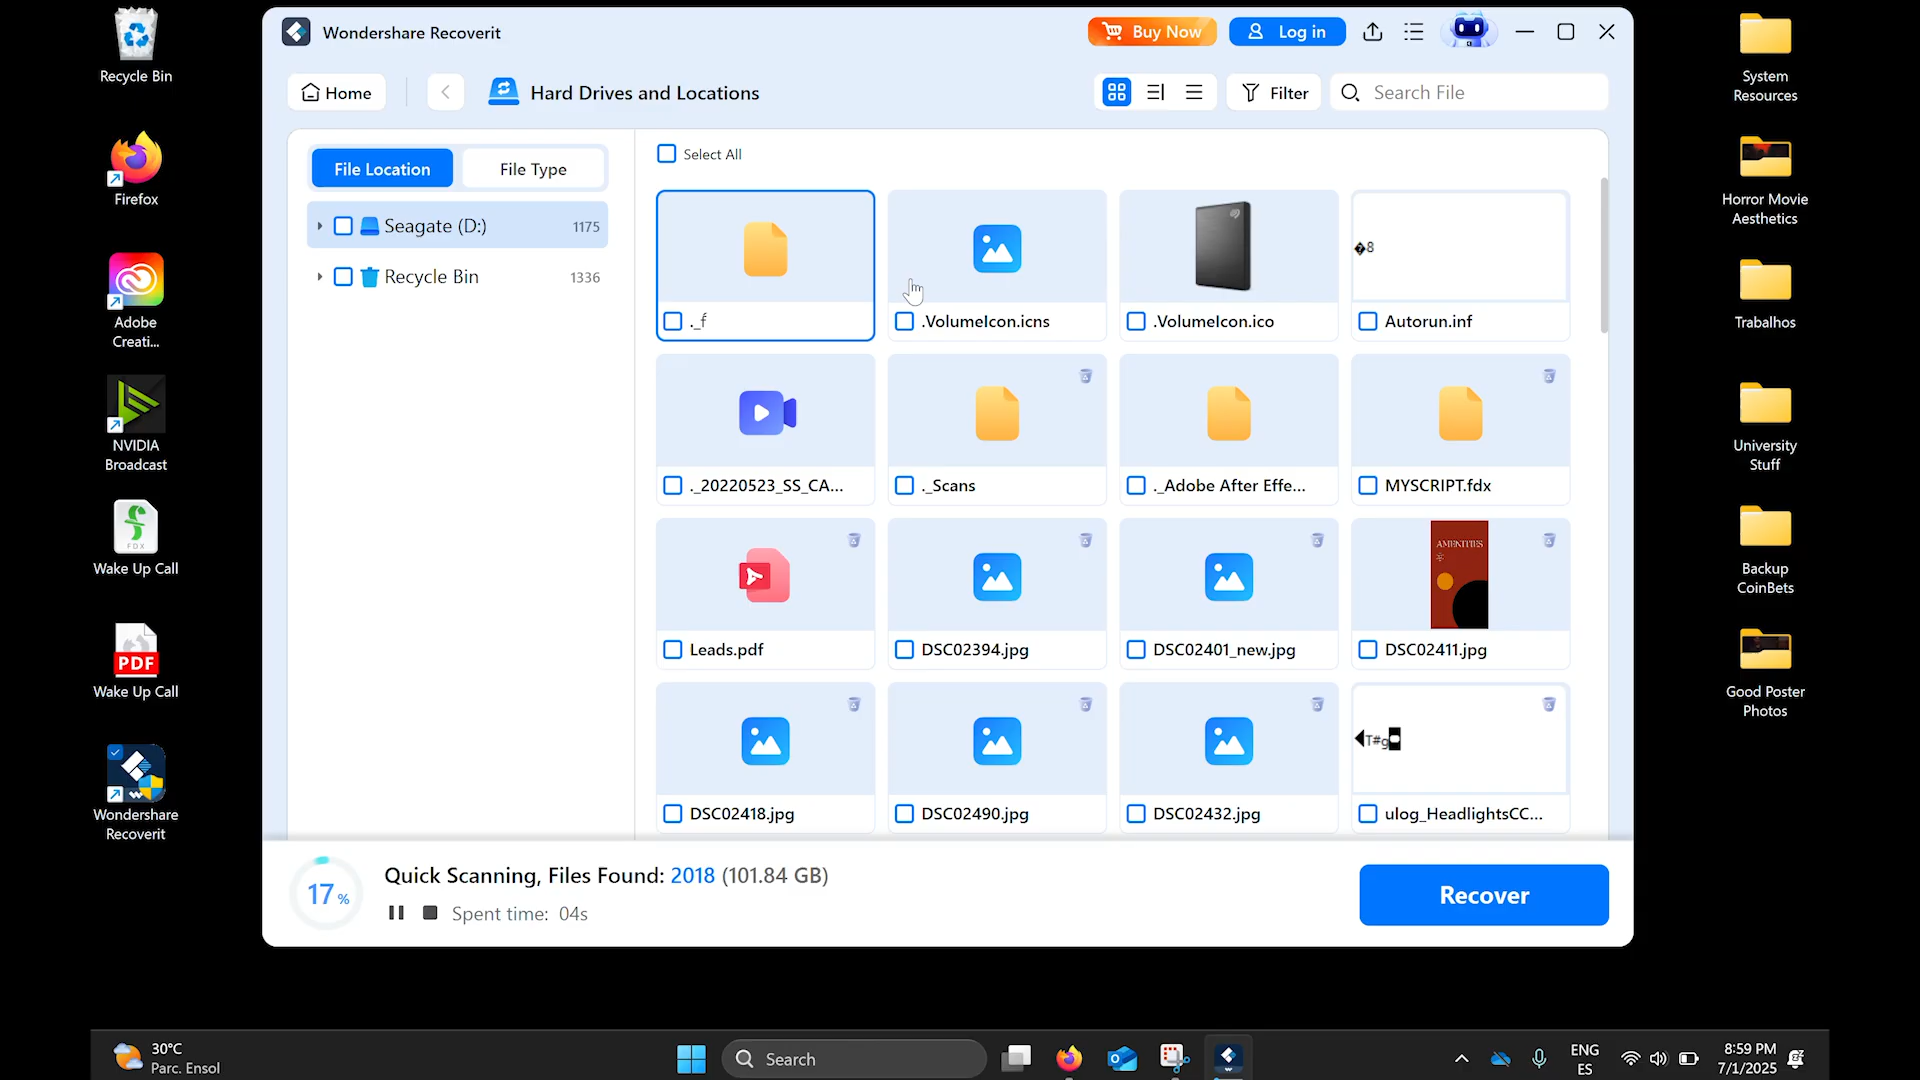 Recycle Bin
Firefox
Adobe
Creati...
NVIDIA
Broadcast
FDX
Wake Up Call
PDF
Wake Up Call
Wondershare
Recoverit
Wondershare Recoverit
Buy Now
Log in
Home
Hard Drives and Locations
Filter
Search File
File Location
File Type
Seagate (D:)
1175
Recycle Bin
1336
Select All
�8
._f
.VolumeIcon.icns
.VolumeIcon.ico
Autorun.inf
._20220523_SS_CA...
._Scans
._Adobe After Effe...
MYSCRIPT.fdx
AMENITIES
Leads.pdf
DSC02394.jpg
DSC02401_new.jpg
DSC02411.jpg
T#g
DSC02418.jpg
DSC02490.jpg
DSC02432.jpg
ulog_HeadlightsCC...
17%
Quick Scanning, Files Found: 2018 (101.84 GB)
Spent time: 04s
Recover
System
Resources
Horror Movie
Aesthetics
Trabalhos
University
Stuff
Backup
CoinBets
Good Poster
Photos
30°C
Parc. Ensol
Search
ENG
ES
8:59 PM
7/1/2025